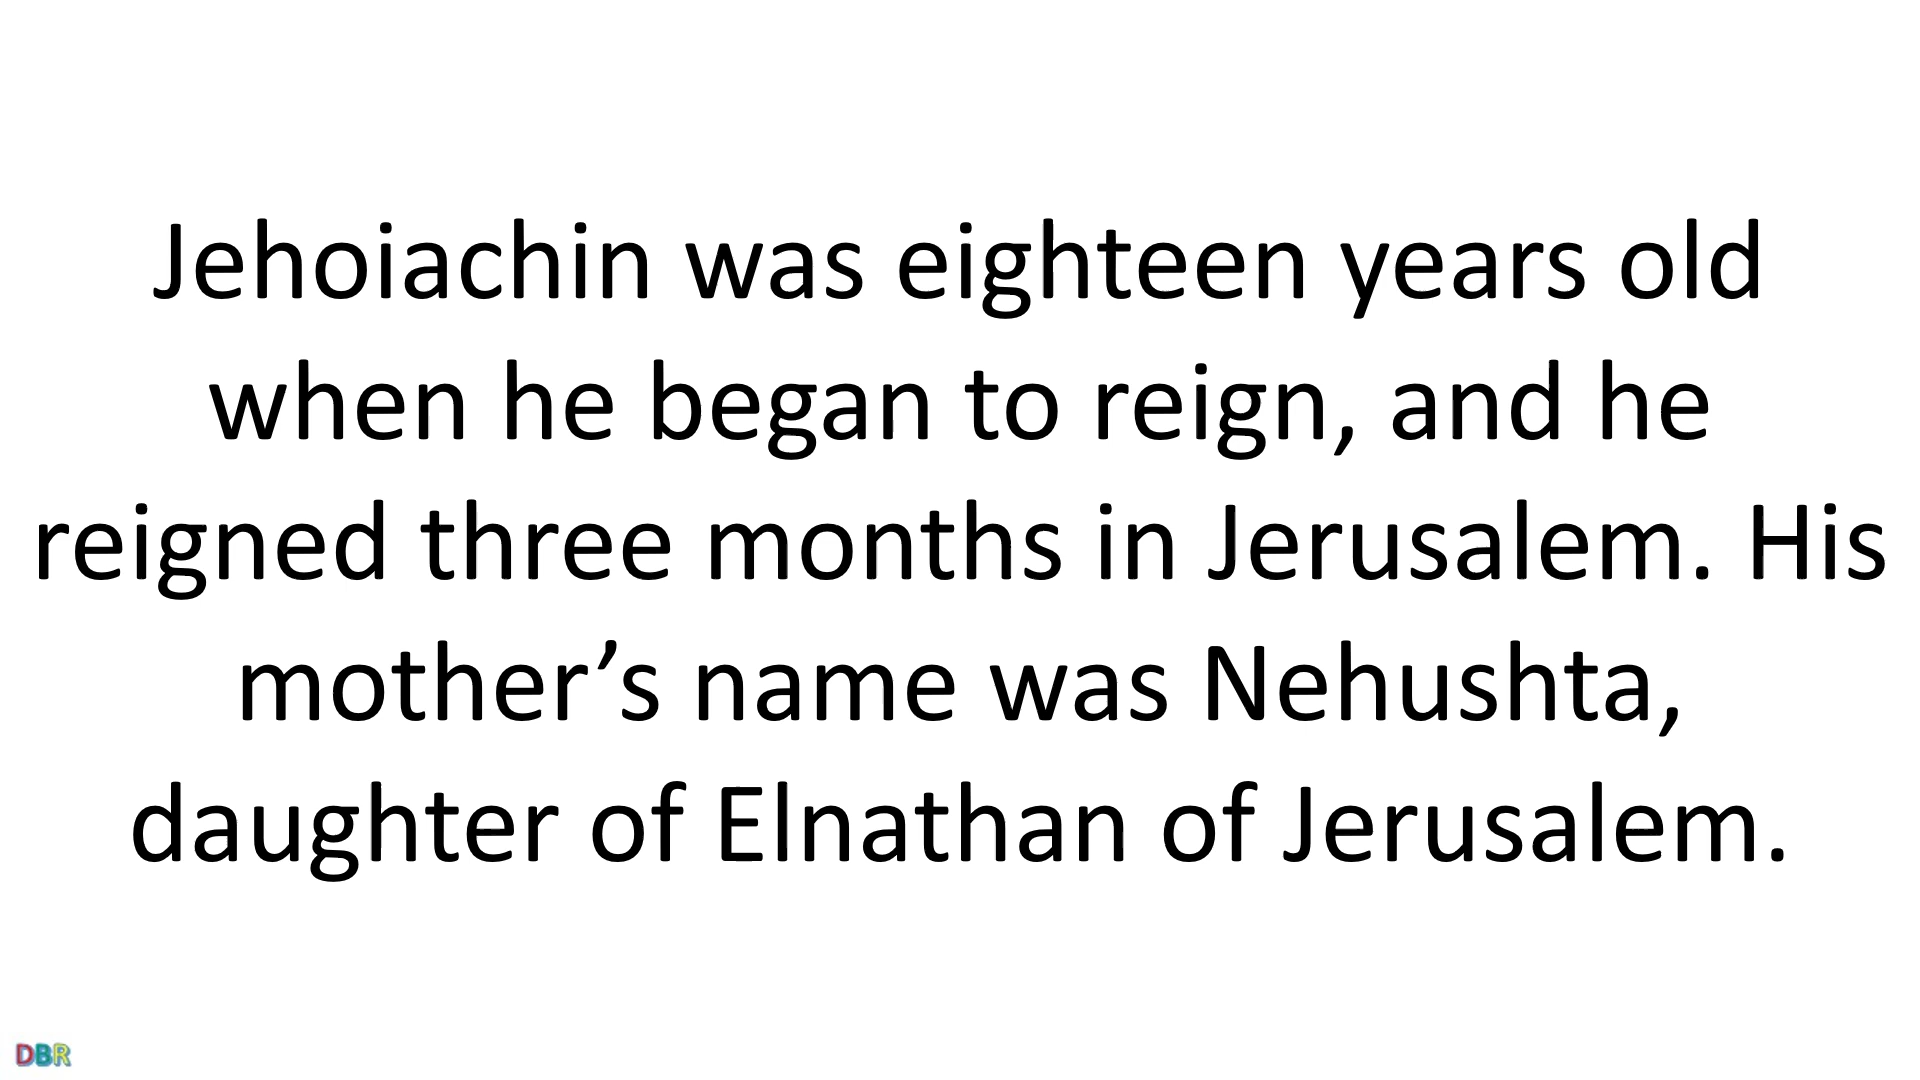 Jehoiachin was eighteen years old
when he began to reign, and he
reigned three months in Jerusalem. His
mother’s name was Nehushta,
daughter of Elnathan of Jerusalem.
DBR